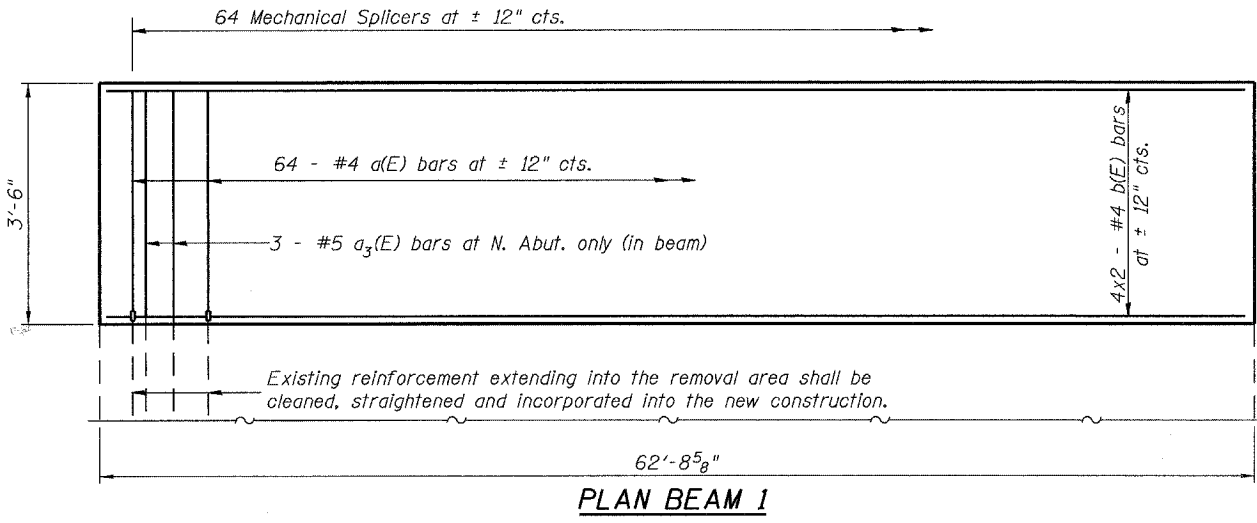 64 Mechanical Splicers at ± 12" cts.
3'-6"
64 - #4 a(E) bars at ± 12" cts.
3 - #5 a₃(E) bars at N. Abut. only (in beam)
4x2 - #4 b(E) bars
at ± 12" cts.
Existing reinforcement extending into the removal area shall be
cleaned, straightened and incorporated into the new construction.
62'-8⁵⁄₈"
PLAN BEAM 1